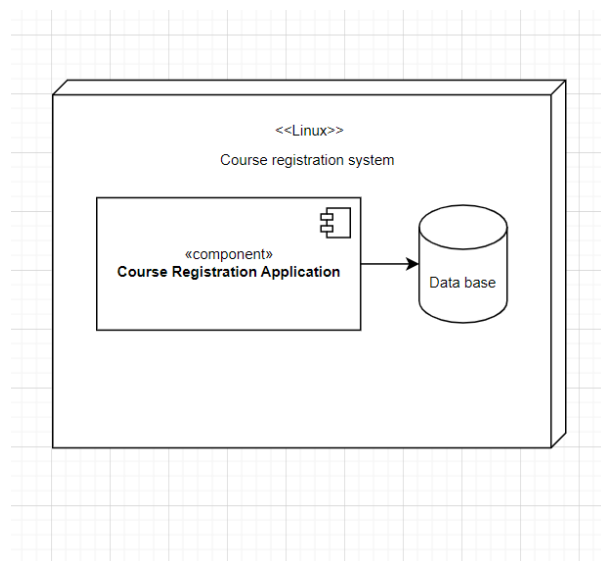 <<Linux>>
Course registration system
«component»
Course Registration Application
Data base